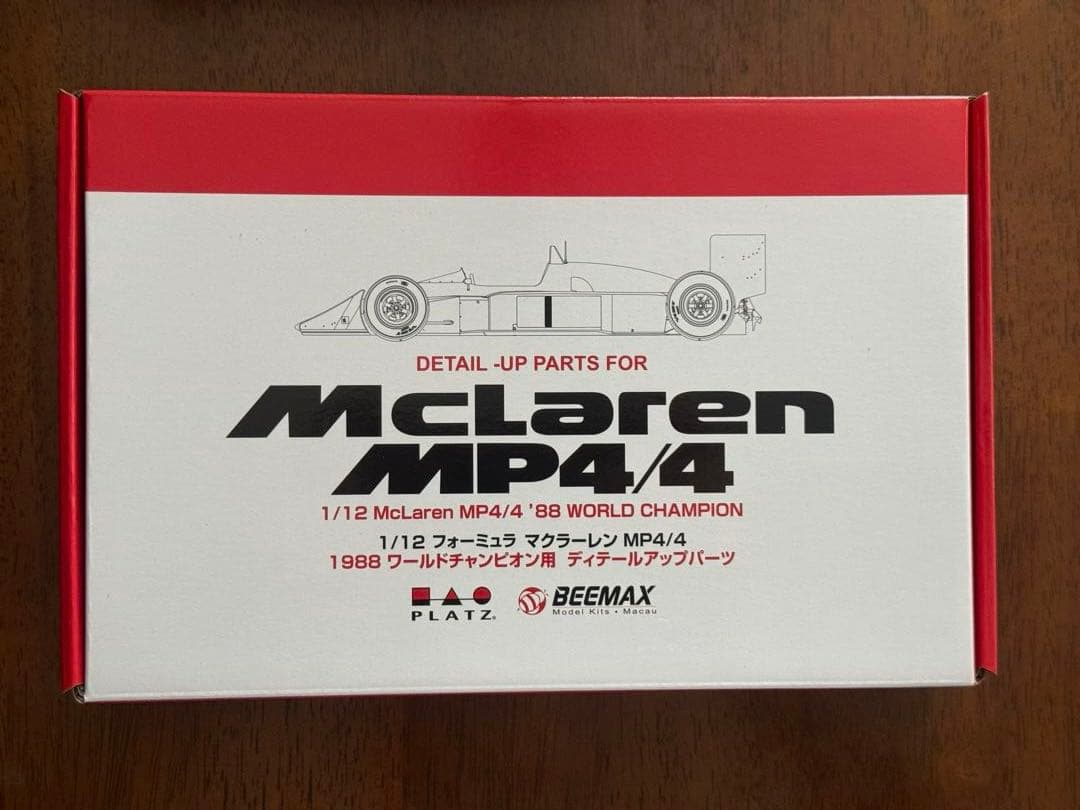 DETAIL -UP PARTS FOR
McLaren
MP4/4
1/12 McLaren MP4/4 '88 WORLD CHAMPION
1/12 フォーミュラ マクラーレン MP4/4
1988 ワールドチャンピオン用 ディテールアップパーツ
PLATZ®
BEEMAX
Model Kits • Macau